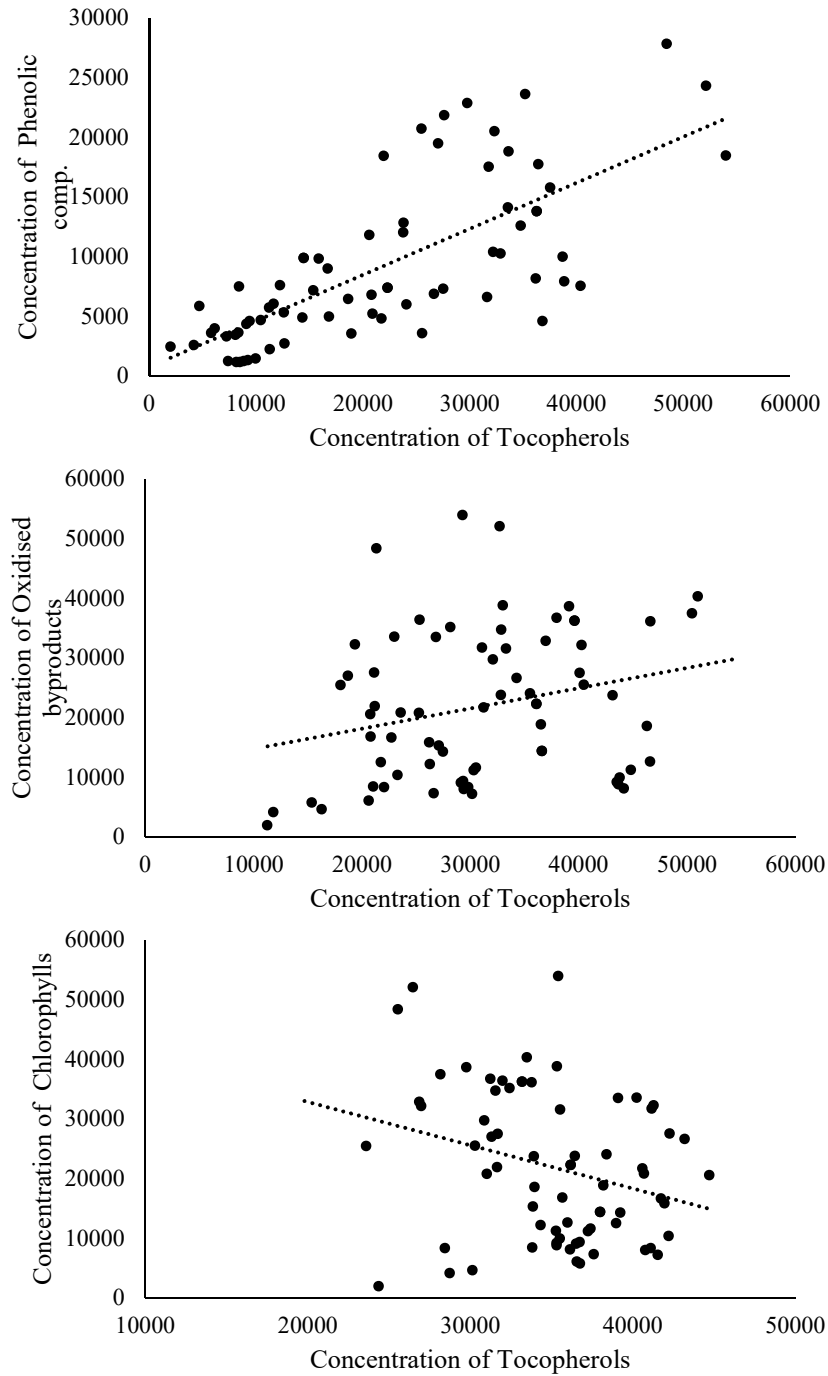 30000
25000
20000
15000
10000
5000
0
Concentration of Phenolic
comp.
0 10000 20000 30000 40000 50000 60000
Concentration of Tocopherols
60000
50000
40000
30000
20000
10000
0
Concentration of Oxidised
byproducts
0 10000 20000 30000 40000 50000 60000
Concentration of Tocopherols
60000
50000
40000
30000
20000
10000
0
Concentration of Chlorophylls
10000 20000 30000 40000 50000
Concentration of Tocopherols